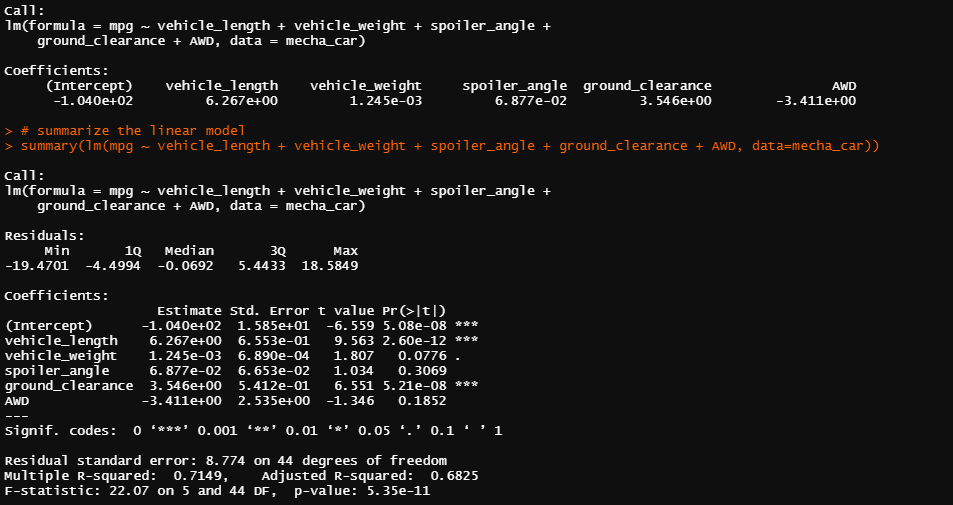 Call:
lm(formula = mpg ~ vehicle_length + vehicle_weight + spoiler_angle +
    ground_clearance + AWD, data = mecha_car)

Coefficients:
     (Intercept)    vehicle_length    vehicle_weight     spoiler_angle  ground_clearance               AWD
      -1.040e+02         6.267e+00         1.245e-03         6.877e-02         3.546e+00        -3.411e+00

> # summarize the linear model
> summary(lm(mpg ~ vehicle_length + vehicle_weight + spoiler_angle + ground_clearance + AWD, data=mecha_car))

Call:
lm(formula = mpg ~ vehicle_length + vehicle_weight + spoiler_angle +
    ground_clearance + AWD, data = mecha_car)

Residuals:
     Min       1Q   Median       3Q      Max
-19.4701  -4.4994  -0.0692   5.4433  18.5849

Coefficients:
                   Estimate Std. Error t value Pr(>|t|)
(Intercept)      -1.040e+02  1.585e+01  -6.559 5.08e-08 ***
vehicle_length    6.267e+00  6.553e-01   9.563 2.60e-12 ***
vehicle_weight    1.245e-03  6.890e-04   1.807   0.0776 .
spoiler_angle     6.877e-02  6.653e-02   1.034   0.3069
ground_clearance  3.546e+00  5.412e-01   6.551 5.21e-08 ***
AWD              -3.411e+00  2.535e+00  -1.346   0.1852
---
Signif. codes:  0 ‘***’ 0.001 ‘**’ 0.01 ‘*’ 0.05 ‘.’ 0.1 ‘ ’ 1

Residual standard error: 8.774 on 44 degrees of freedom
Multiple R-squared:  0.7149,    Adjusted R-squared:  0.6825
F-statistic: 22.07 on 5 and 44 DF,  p-value: 5.35e-11